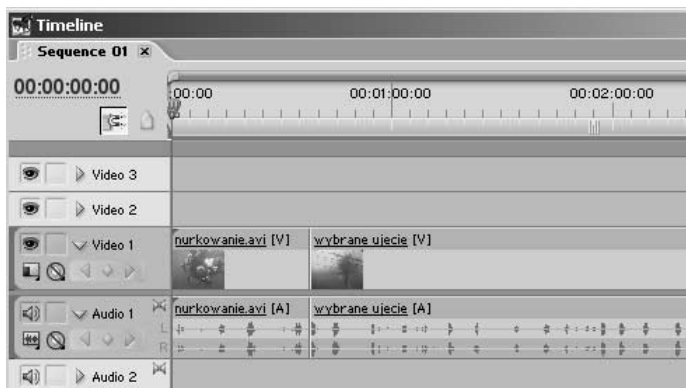 Timeline
Sequence 01
00:00:00:00
:00:00 00:01:00:00 00:02:00:00
Video 3
Video 2
Video 1
nurkowanie.avi [V] wybrane ujecie [V]
Audio 1
nurkowanie.avi [A] wybrane ujecie [A]
L
R
Audio 2